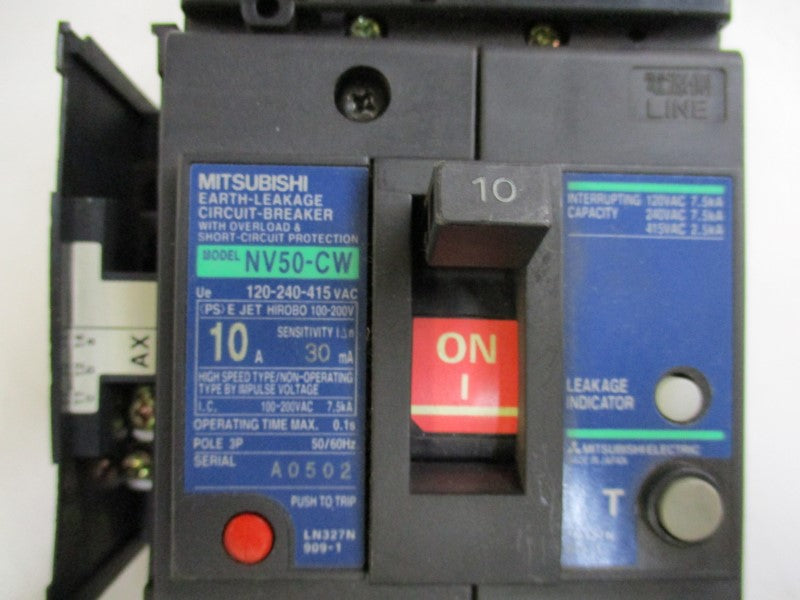 電源側
LINE
MITSUBISHI
EARTH-LEAKAGE
CIRCUIT-BREAKER
WITH OVERLOAD &
SHORT-CIRCUIT PROTECTION
MODEL NV50-CW
Ue 120-240-415 VAC
<PS>E JET HIROBO 100-200V
10 A SENSITIVITY I△n 30 mA
HIGH SPEED TYPE/NON-OPERATING
TYPE BY IMPULSE VOLTAGE
I.C. 100-200VAC 7.5kA
OPERATING TIME MAX. 0.1s
POLE 3P 50/60Hz
SERIAL A0502
PUSH TO TRIP
LN327N
909-1
10
ON
I
INTERRUPTING 120VAC 7.5kA
CAPACITY 240VAC 7.5kA
415VAC 2.5kA
LEAKAGE
INDICATOR
MITSUBISHI ELECTRIC
MADE IN JAPAN
T
AX